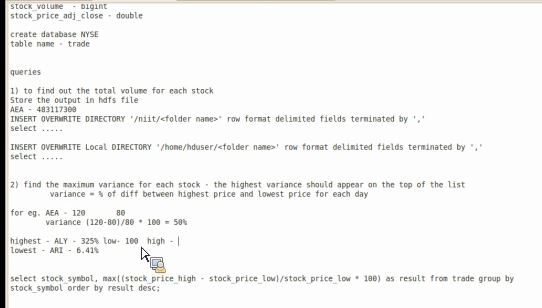 stock_volume - bigint
stock_price_adj_close - double
create database NYSE
table name - trade
queries
1) to find out the total volume for each stock
Store the output in hdfs file
AEA - 483117300
INSERT OVERWRITE DIRECTORY '/niit/<folder name>' row format delimited fields terminated by ','
select .....
INSERT OVERWRITE Local DIRECTORY '/home/hduser/<folder name>' row format delimited fields terminated by ','
select .....
2) find the maximum variance for each stock - the highest variance should appear on the top of the list
variance = % of diff between highest price and lowest price for each day
for eg. AEA - 120 80
variance (120-80)/80 * 100 = 50%
highest - ALY - 325% low- 100 high -
lowest - ARI - 6.41%
select stock_symbol, max((stock_price_high - stock_price_low)/stock_price_low * 100) as result from trade group by
stock_symbol order by result desc;